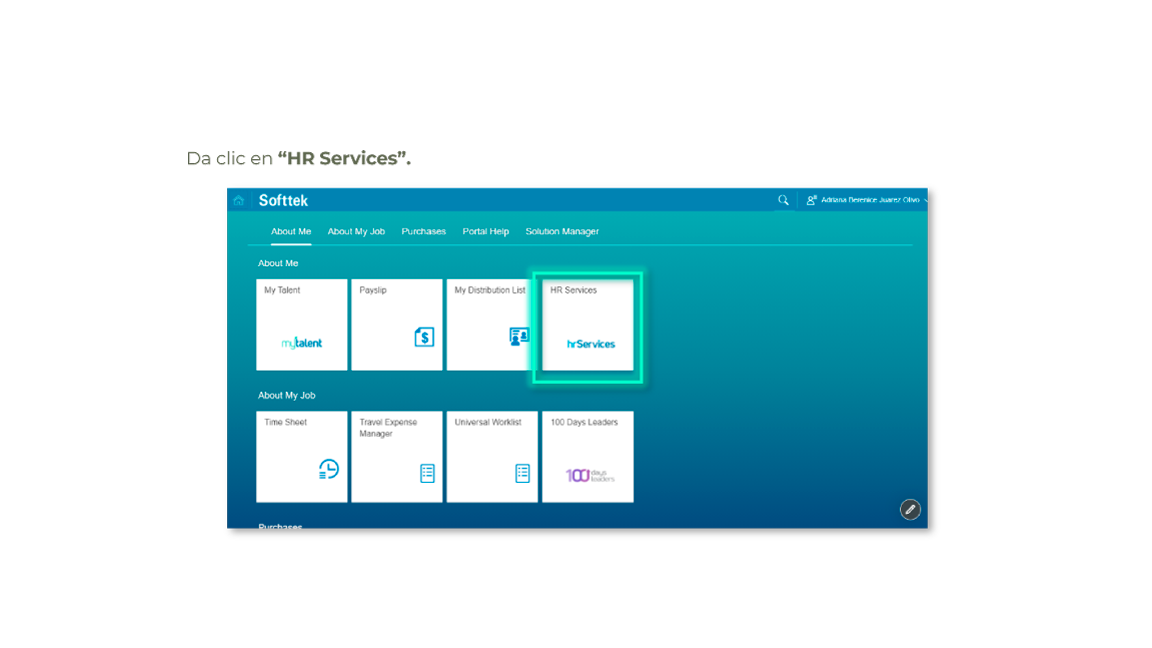 Da clic en “HR Services”.
Softtek
Adriana Berenice Juarez Olivo
About Me About My Job Purchases Portal Help Solution Manager
About Me
My Talent Payslip My Distribution List HR Services
mytalent hrServices
About My Job
Time Sheet Travel Expense Universal Worklist 100 Days Leaders
Manager
100 days
leaders
Purchases